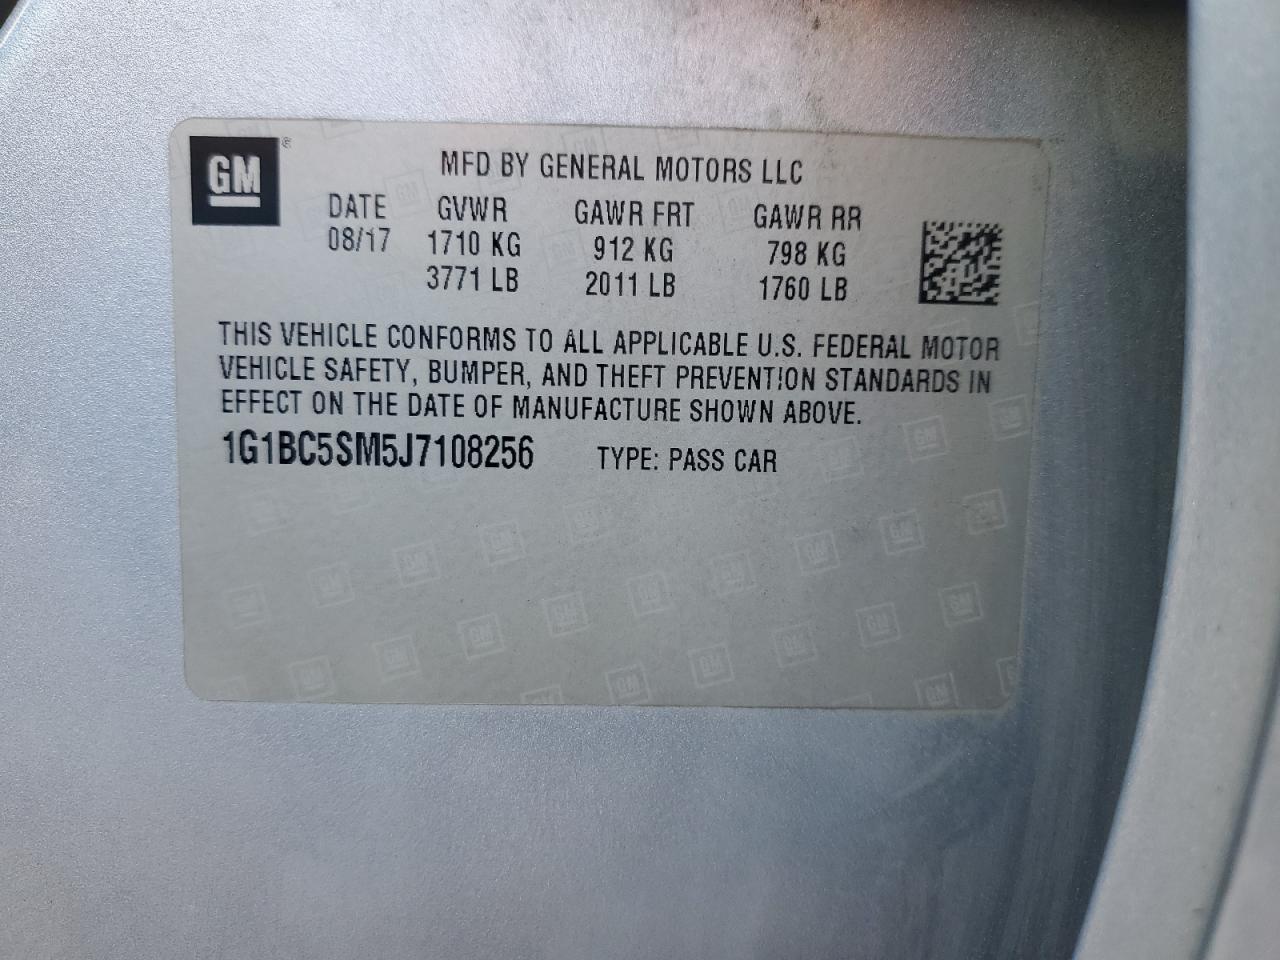 GM
MFD BY GENERAL MOTORS LLC
DATE GVWR GAWR FRT GAWR RR
08/17 1710 KG 912 KG 798 KG
3771 LB 2011 LB 1760 LB
THIS VEHICLE CONFORMS TO ALL APPLICABLE U.S. FEDERAL MOTOR
VEHICLE SAFETY, BUMPER, AND THEFT PREVENTION STANDARDS IN
EFFECT ON THE DATE OF MANUFACTURE SHOWN ABOVE.
1G1BC5SM5J7108256 TYPE: PASS CAR